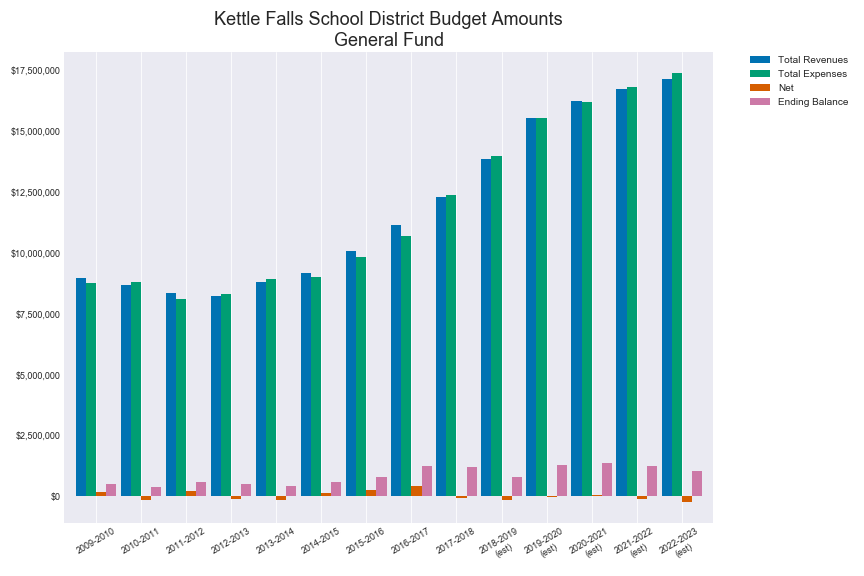 Kettle Falls School District Budget Amounts
General Fund
Total Revenues
Total Expenses
Net
Ending Balance
$17,500,000
$15,000,000
$12,500,000
$10,000,000
$7,500,000
$5,000,000
$2,500,000
$0
2009-2010
2010-2011
2011-2012
2012-2013
2013-2014
2014-2015
2015-2016
2016-2017
2017-2018
2018-2019
(est)
2019-2020
(est)
2020-2021
(est)
2021-2022
(est)
2022-2023
(est)